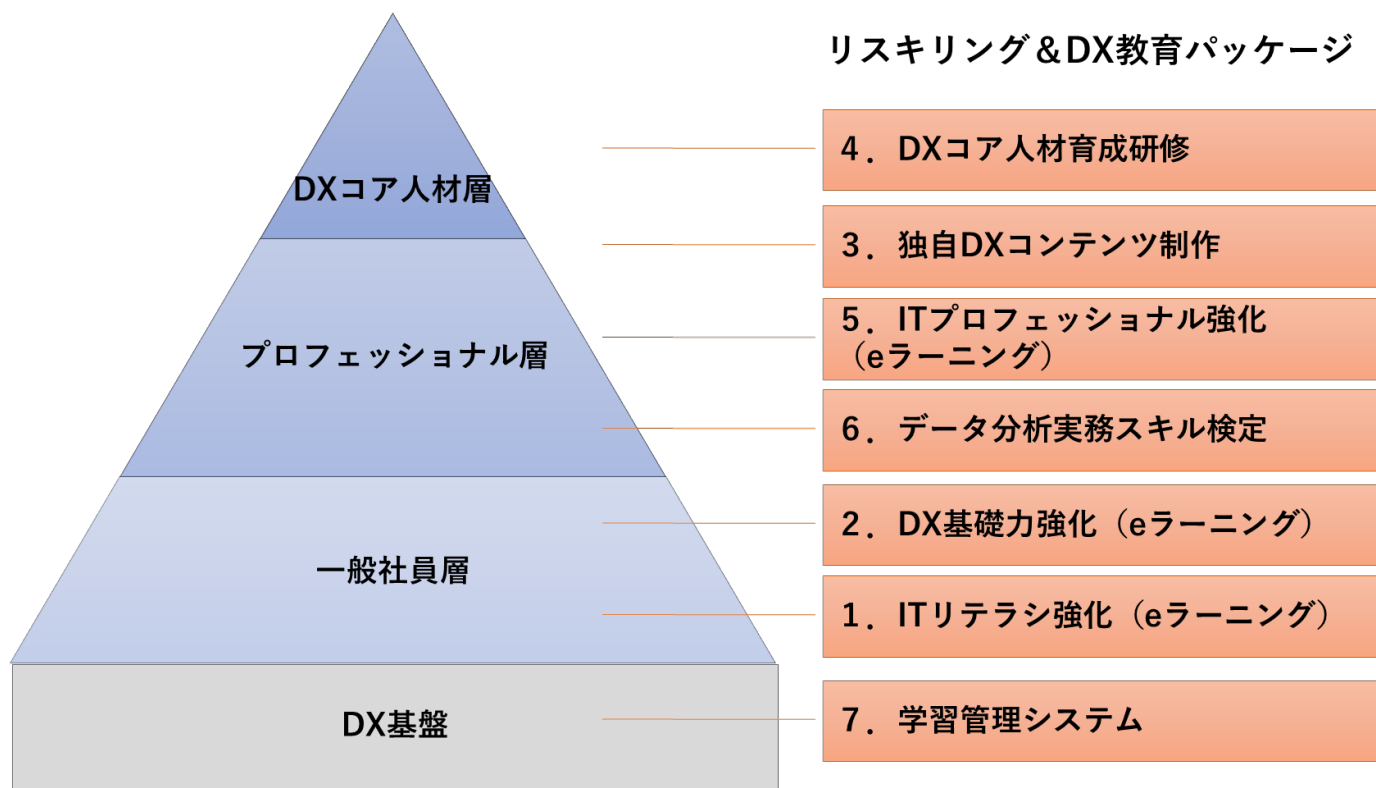 リスキリング＆DX教育パッケージ
DXコア人材層
プロフェッショナル層
一般社員層
DX基盤
4．DXコア人材育成研修
3．独自DXコンテンツ制作
5．ITプロフェッショナル強化
（eラーニング）
6．データ分析実務スキル検定
2．DX基礎力強化（eラーニング）
1．ITリテラシ強化（eラーニング）
7．学習管理システム